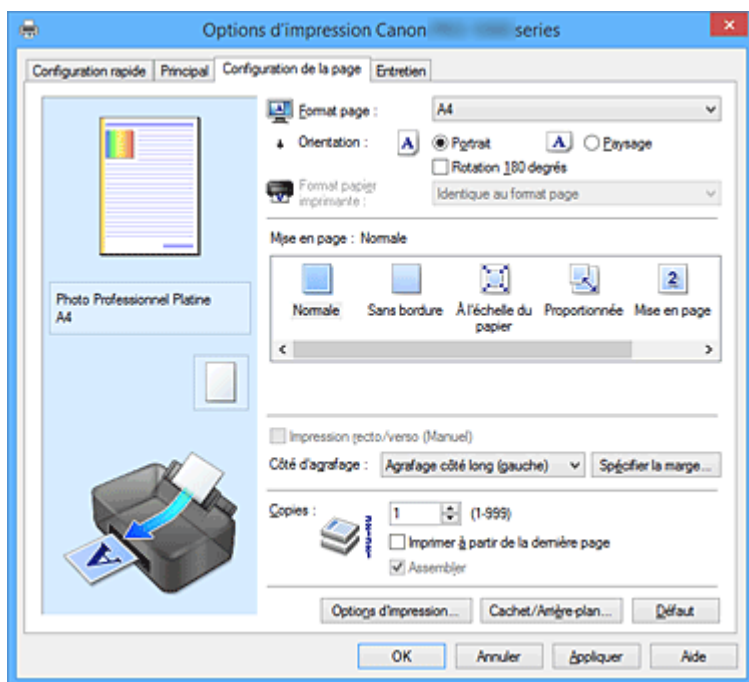 Options d'impression Canon series
Configuration rapide Principal Configuration de la page Entretien
Format page : A4
Orientation : A Portrait A Paysage
Rotation 180 degrés
Format papier imprimante : Identique au format page
Mise en page : Normale
Photo Professionnel Platine
A4
Normale Sans bordure À l'échelle du papier Proportionnée Mise en page
2
Impression recto/verso (Manuel)
Côté d'agrafage : Agrafage côté long (gauche) Spécifier la marge...
Copies : 1 (1-999)
Imprimer à partir de la dernière page
Assembler
A
Options d'impression... Cachet/Arrière-plan... Défaut
OK Annuler Appliquer Aide